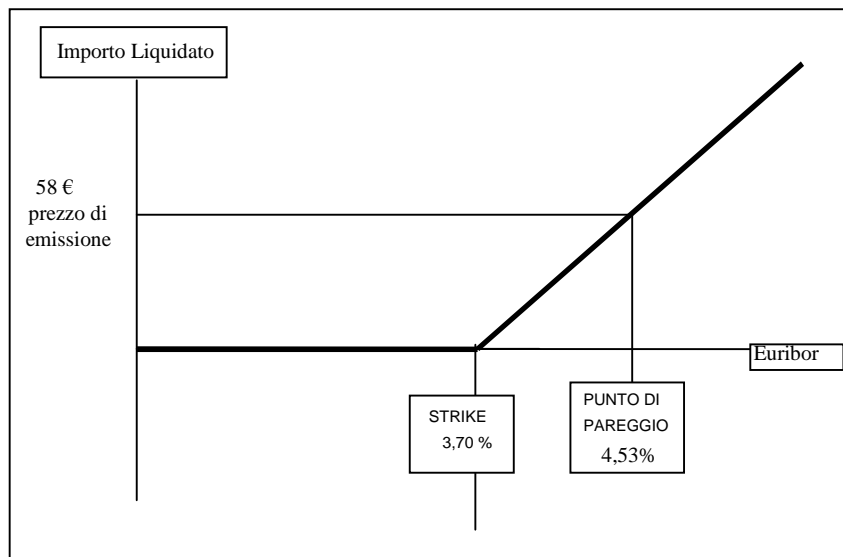 Importo Liquidato
58 €
prezzo di
emissione
Euribor
STRIKE
3,70 %
PUNTO DI
PAREGGIO
4,53%